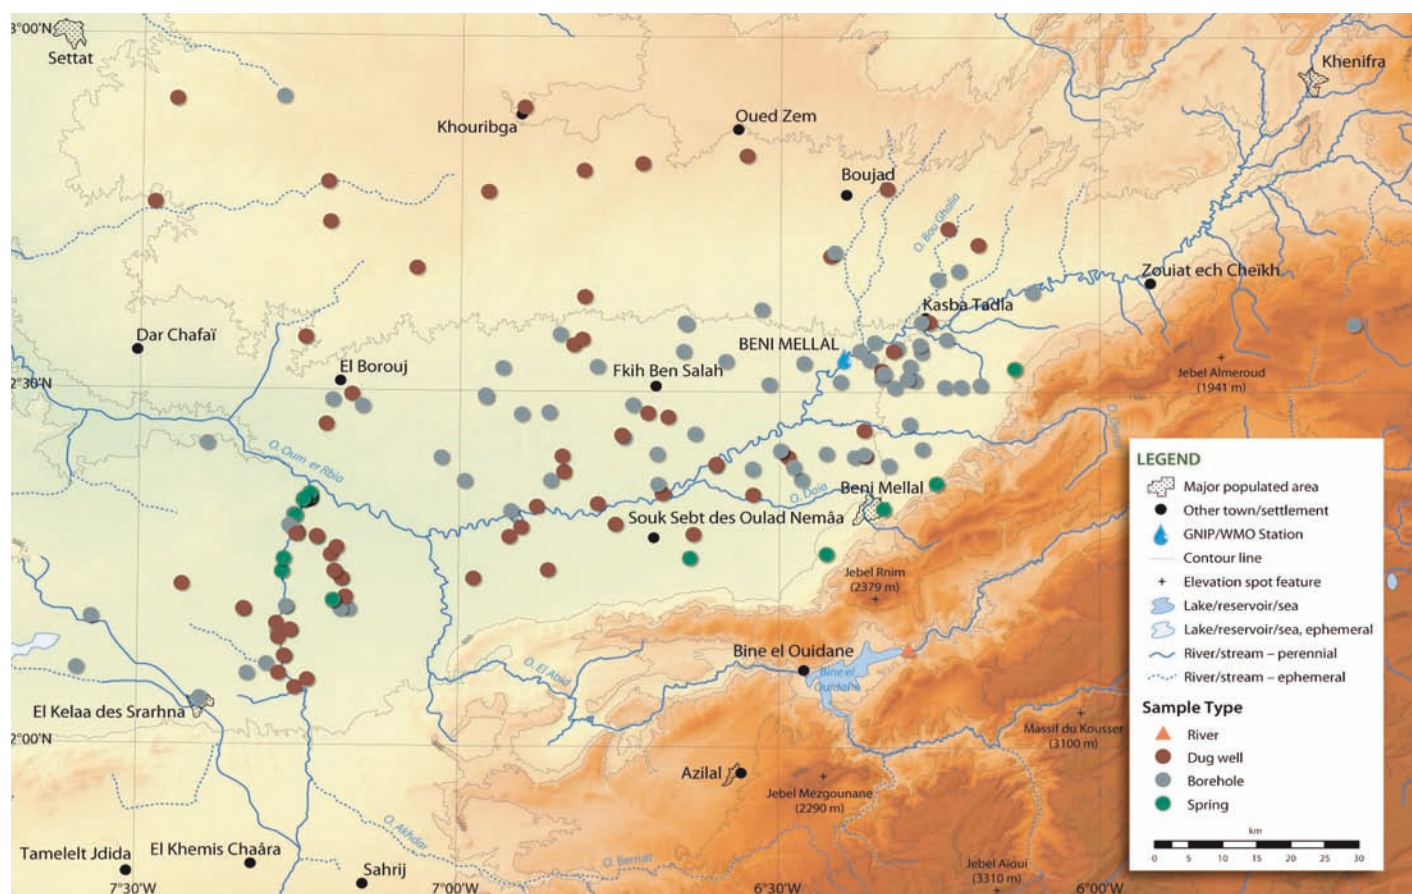 3°00'N
Settat
Khenifra
Khouribga
Oued Zem
Boujad
O. Bou Ghalia
Zouiat ech Cheïkh
Kasba Tadla
Dar Chafaï
BENI MELLAL
El Borouj
Fkih Ben Salah
Jebel Almeroud
(1941 m)
2°30'N
O. Oum er Rbia
O. Daia
Beni Mellal
Souk Sebt des Oulad Nemâa
Jebel Rnim
(2379 m)
Bine el Ouidane
Bine el
Ouidane
O. El Abid
El Kelaa des Srarhna
2°00'N
Massif du Kousser
(3100 m)
Azilal
Jebel Mezgounane
(2290 m)
O. Akhdar
Tamelelt Jdida
El Khemis Chaâra
Sahrij
Jebel Aioui
(3310 m)
7°30'W
7°00'W
6°30'W
6°00'W
LEGEND
Major populated area
Other town/settlement
GNIP/WMO Station
Contour line
Elevation spot feature
Lake/reservoir/sea
Lake/reservoir/sea, ephemeral
River/stream – perennial
River/stream – ephemeral
Sample Type
River
Dug well
Borehole
Spring
km
0 5 10 15 20 25 30